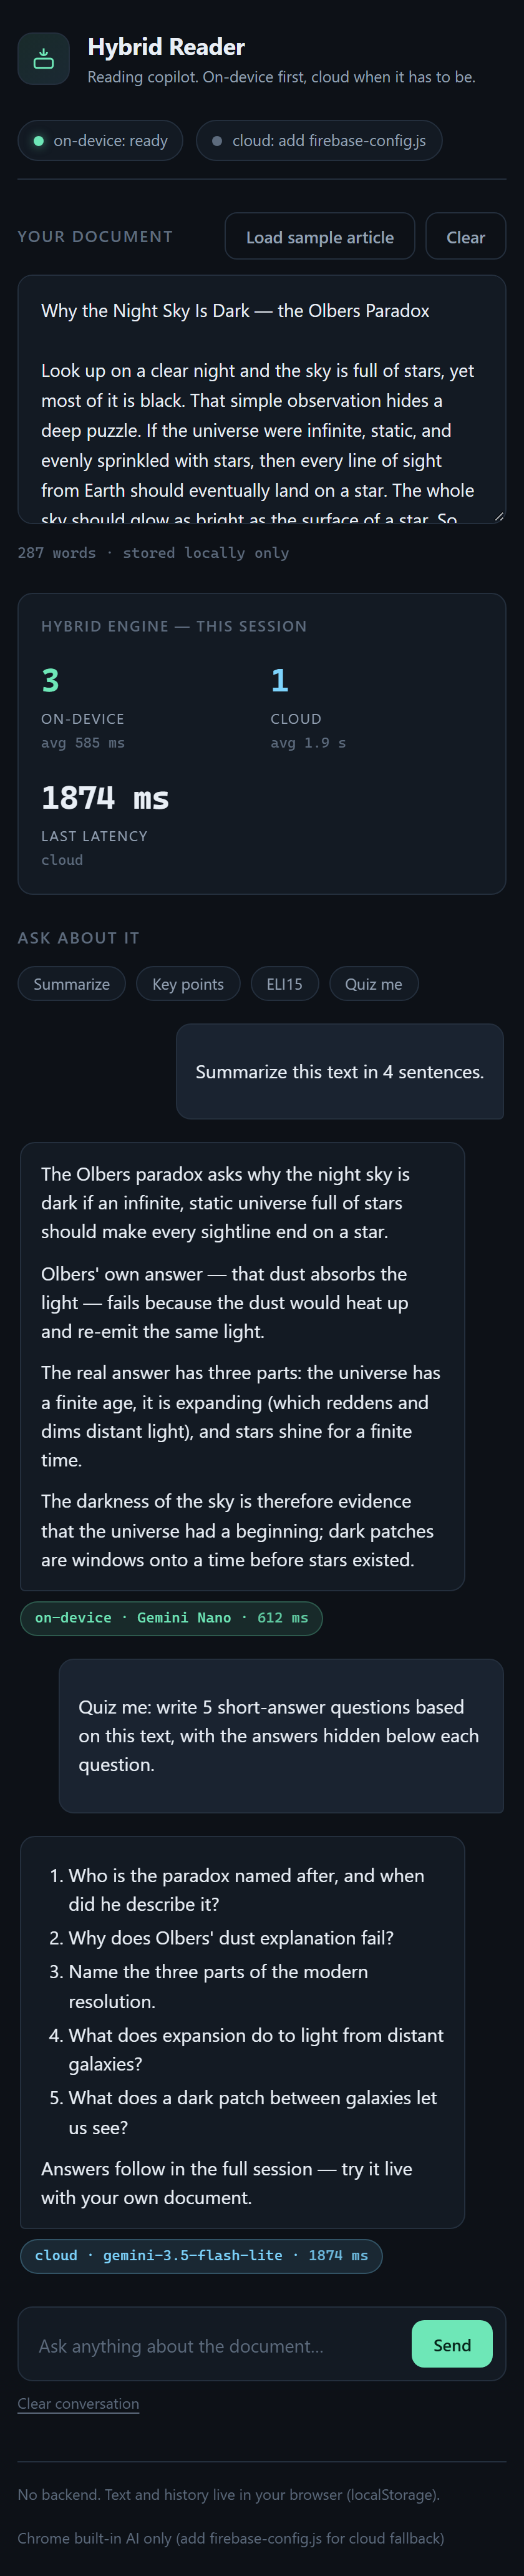 Hybrid Reader
Reading copilot. On-device first, cloud when it has to be.
on-device: ready
cloud: add firebase-config.js
YOUR DOCUMENT
Load sample article
Clear
Why the Night Sky Is Dark — the Olbers Paradox
Look up on a clear night and the sky is full of stars, yet
most of it is black. That simple observation hides a
deep puzzle. If the universe were infinite, static, and
evenly sprinkled with stars, then every line of sight
from Earth should eventually land on a star. The whole
sky should glow as bright as the surface of a star. So
287 words · stored locally only
HYBRID ENGINE — THIS SESSION
3
ON-DEVICE
avg 585 ms
1
CLOUD
avg 1.9 s
1874 ms
LAST LATENCY
cloud
ASK ABOUT IT
Summarize
Key points
ELI15
Quiz me
Summarize this text in 4 sentences.
The Olbers paradox asks why the night sky is
dark if an infinite, static universe full of stars
should make every sightline end on a star.
Olbers' own answer — that dust absorbs the
light — fails because the dust would heat up
and re-emit the same light.
The real answer has three parts: the universe has
a finite age, it is expanding (which reddens and
dims distant light), and stars shine for a finite
time.
The darkness of the sky is therefore evidence
that the universe had a beginning; dark patches
are windows onto a time before stars existed.
on-device · Gemini Nano · 612 ms
Quiz me: write 5 short-answer questions based
on this text, with the answers hidden below each
question.
1. Who is the paradox named after, and when
did he describe it?
2. Why does Olbers' dust explanation fail?
3. Name the three parts of the modern
resolution.
4. What does expansion do to light from distant
galaxies?
5. What does a dark patch between galaxies let
us see?
Answers follow in the full session — try it live
with your own document.
cloud · gemini-3.5-flash-lite · 1874 ms
Ask anything about the document...
Send
Clear conversation
No backend. Text and history live in your browser (localStorage).
Chrome built-in AI only (add firebase-config.js for cloud fallback)